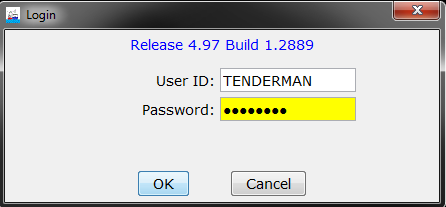 Login
Release 4.97 Build 1.2889
User ID: TENDERMAN
Password: ●●●●●●●●
OK Cancel